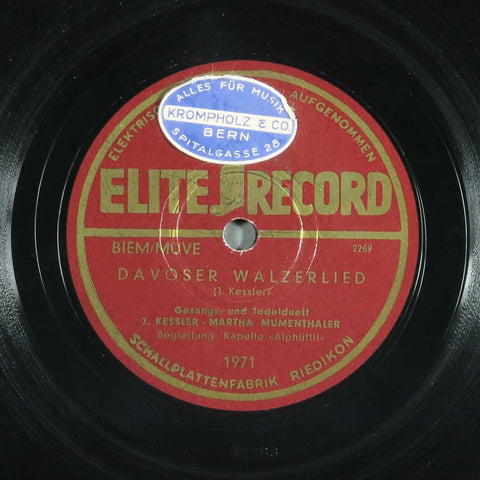 ELEKTRISCH AUFGENOMMEN
ALLES FÜR MUSIK
KROMPHOLZ & CO.
BERN
SPITALGASSE 28
ELITE RECORD
BIEM/MÜVE
2269
DAVOSER WALZERLIED
(J. Kessler)
Gesangs- und Jodelduett
J. KESSLER - MARTHA MUMENTHALER
Begleitung: Kapelle «Alphüttli»
1971
SCHALLPLATTENFABRIK RIEDIKON